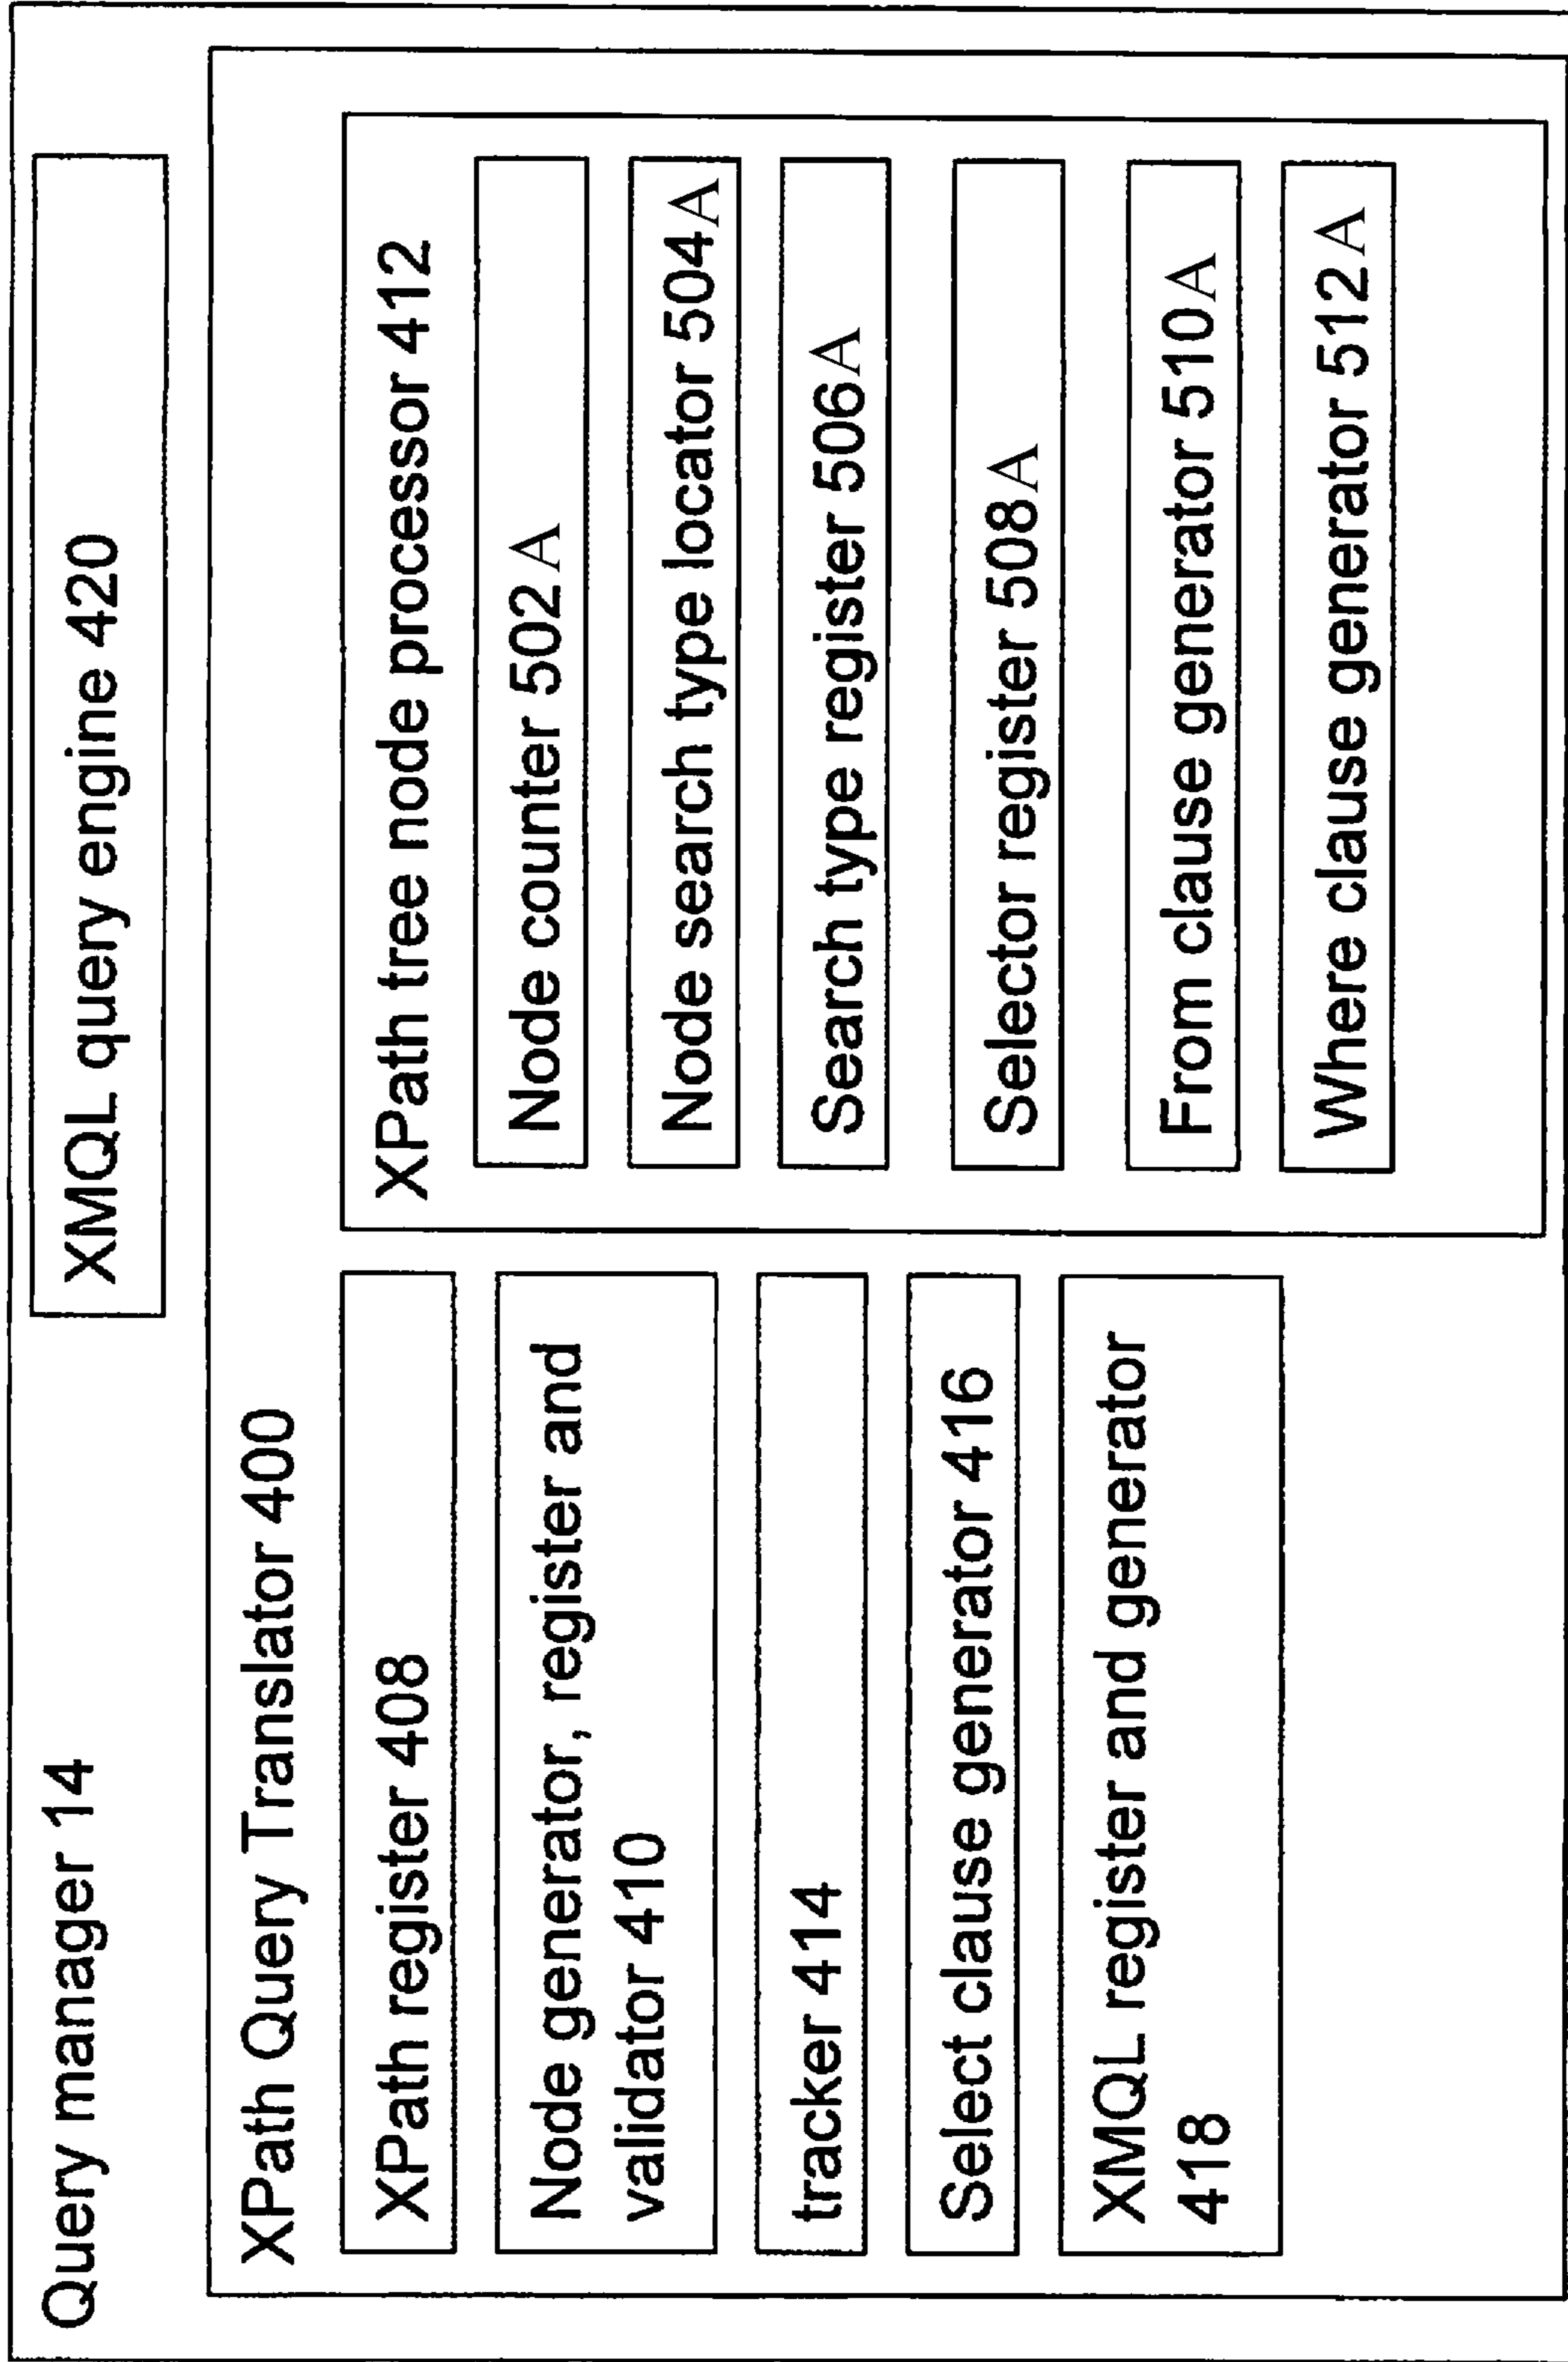 Query manager 14
XMQL query engine 420
XPath Query Translator 400
XPath register 408
Node generator, register and
validator 410
tracker 414
Select clause generator 416
XMQL register and generator
418
XPath tree node processor 412
Node counter 502A
Node search type locator 504A
Search type register 506A
Selector register 508A
From clause generator 510A
Where clause generator 512A